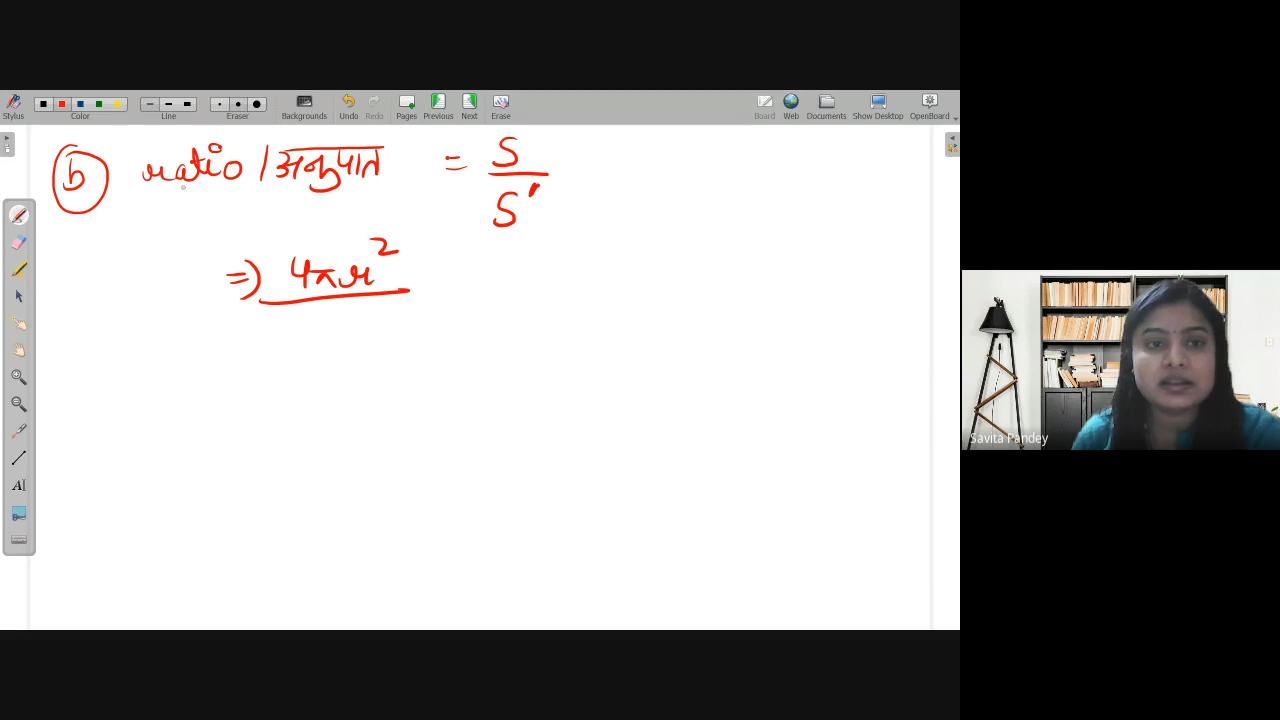 Stylus Color Line Eraser Backgrounds Undo Redo Pages Previous Next Erase Board Web Documents Show Desktop OpenBoard
(b) ratio / अनुपात = S / S'
=> 4πr²
AI
Savita Pandey